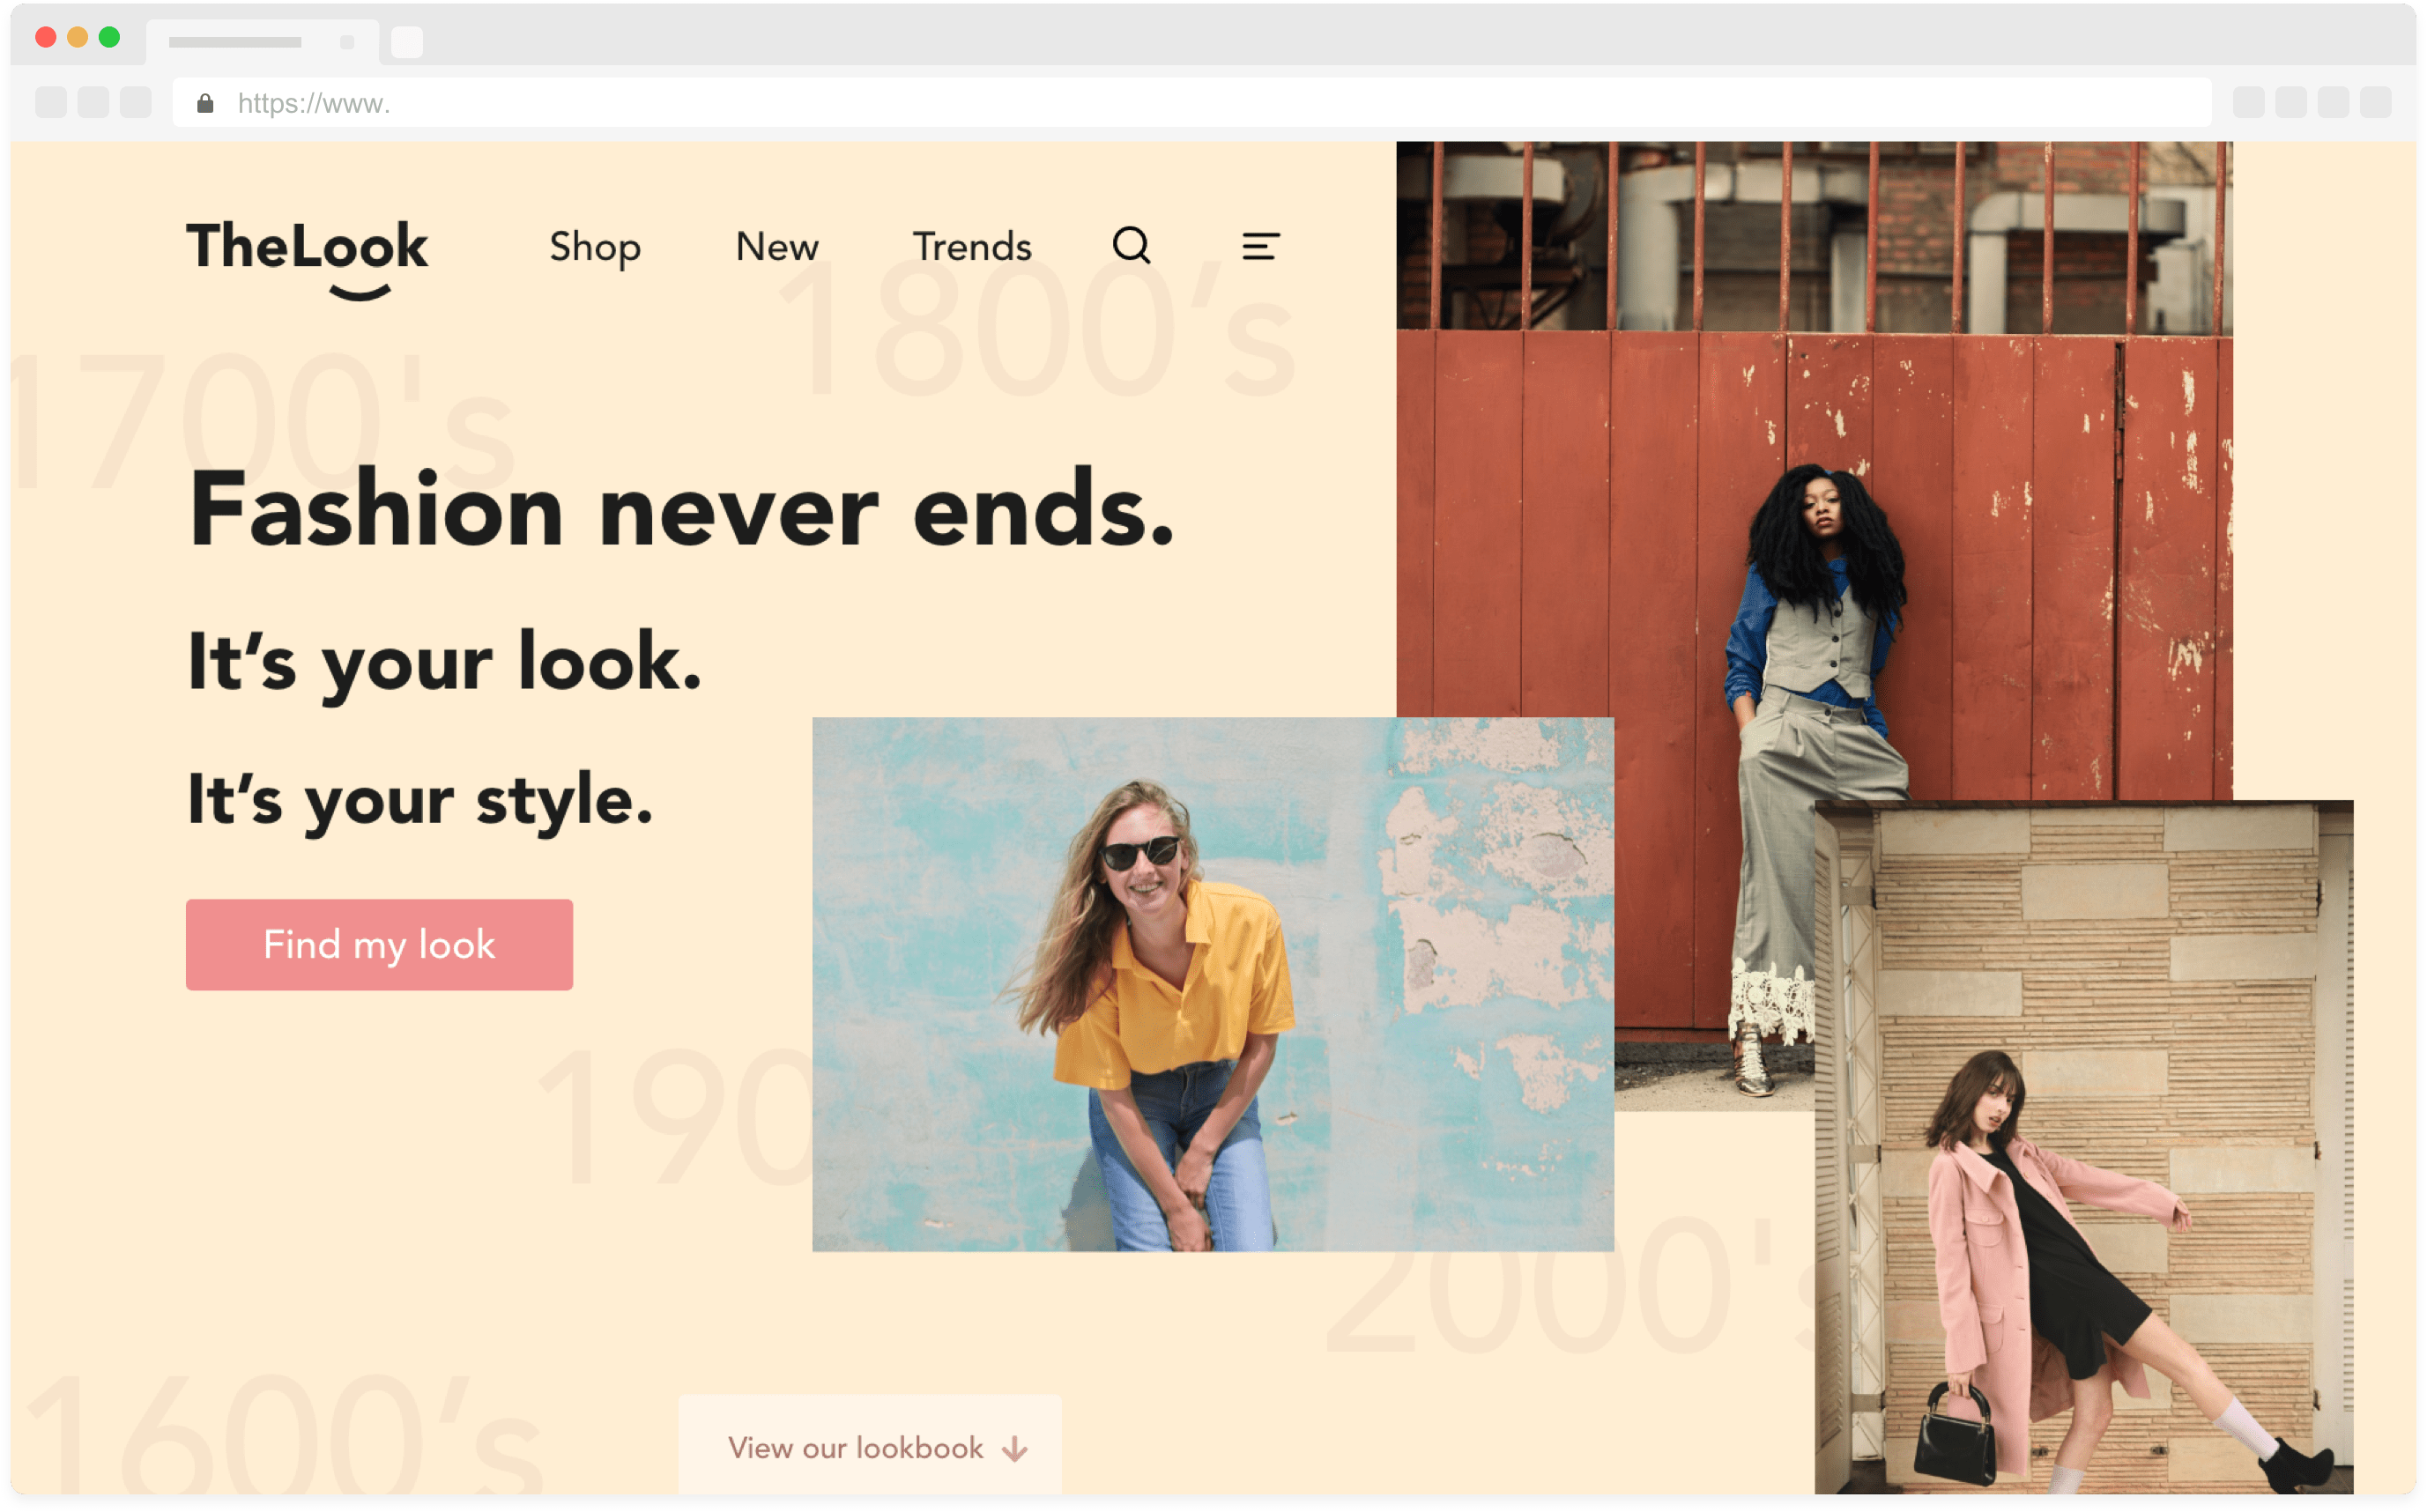 https://www.
TheLook
Shop
New
Trends
1800’s
1700's
Fashion never ends.
It’s your look.
It’s your style.
Find my look
190
2000's
1600’s
View our lookbook